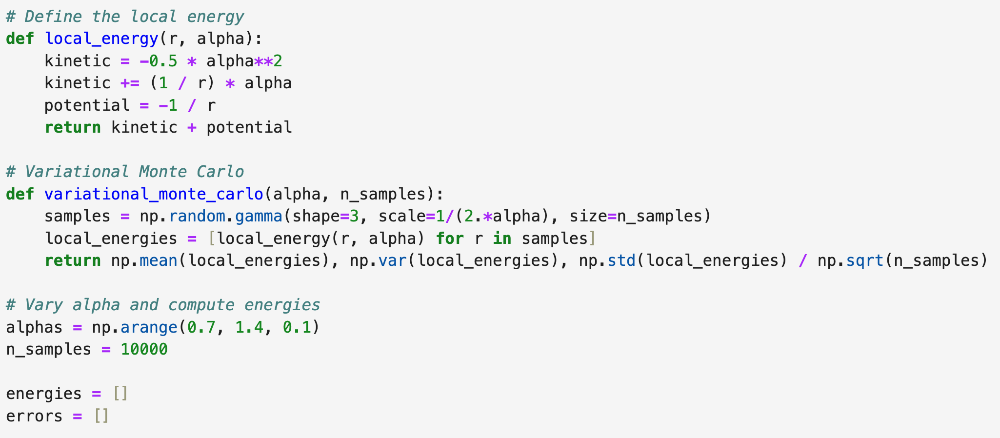 # Define the local energy
def local_energy(r, alpha):
    kinetic = -0.5 * alpha**2
    kinetic += (1 / r) * alpha
    potential = -1 / r
    return kinetic + potential

# Variational Monte Carlo
def variational_monte_carlo(alpha, n_samples):
    samples = np.random.gamma(shape=3, scale=1/(2.*alpha), size=n_samples)
    local_energies = [local_energy(r, alpha) for r in samples]
    return np.mean(local_energies), np.var(local_energies), np.std(local_energies) / np.sqrt(n_samples)

# Vary alpha and compute energies
alphas = np.arange(0.7, 1.4, 0.1)
n_samples = 10000

energies = []
errors = []